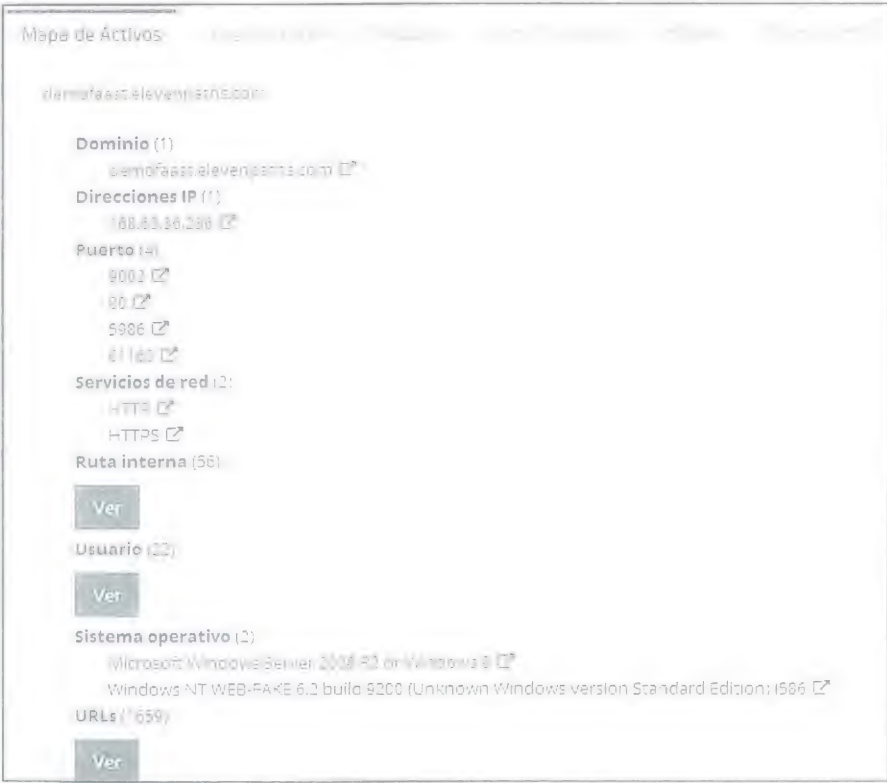 Mapa de Activos
demofaast.elevenpaths.com
Dominio (1)
demofaast.elevenpaths.com
Direcciones IP (1)
Puerto (4)
9002
80
5986
Servicios de red (2)
HTTP
HTTPS
Ruta interna (56)
Ver
Usuario (22)
Ver
Sistema operativo (2)
Microsoft Windows Server 2008 R2 or Windows 8
Windows NT WEB-FAKE 6.2 build 9200 (Unknown Windows version Standard Edition) i586
URLs
Ver